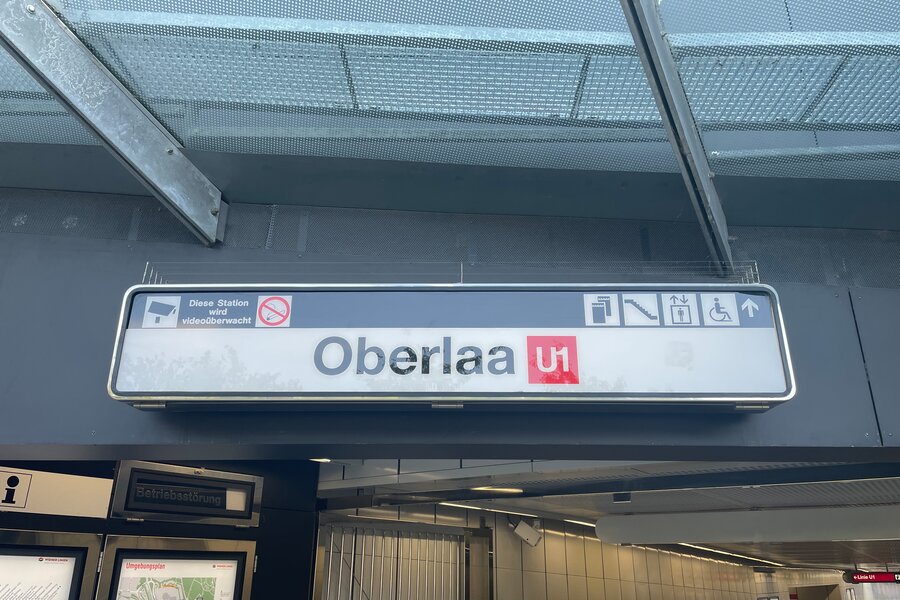 Diese Station
wird
videoüberwacht
Oberlaa U1
i
Betriebsstörung
Umgebungsplan
Linie U1